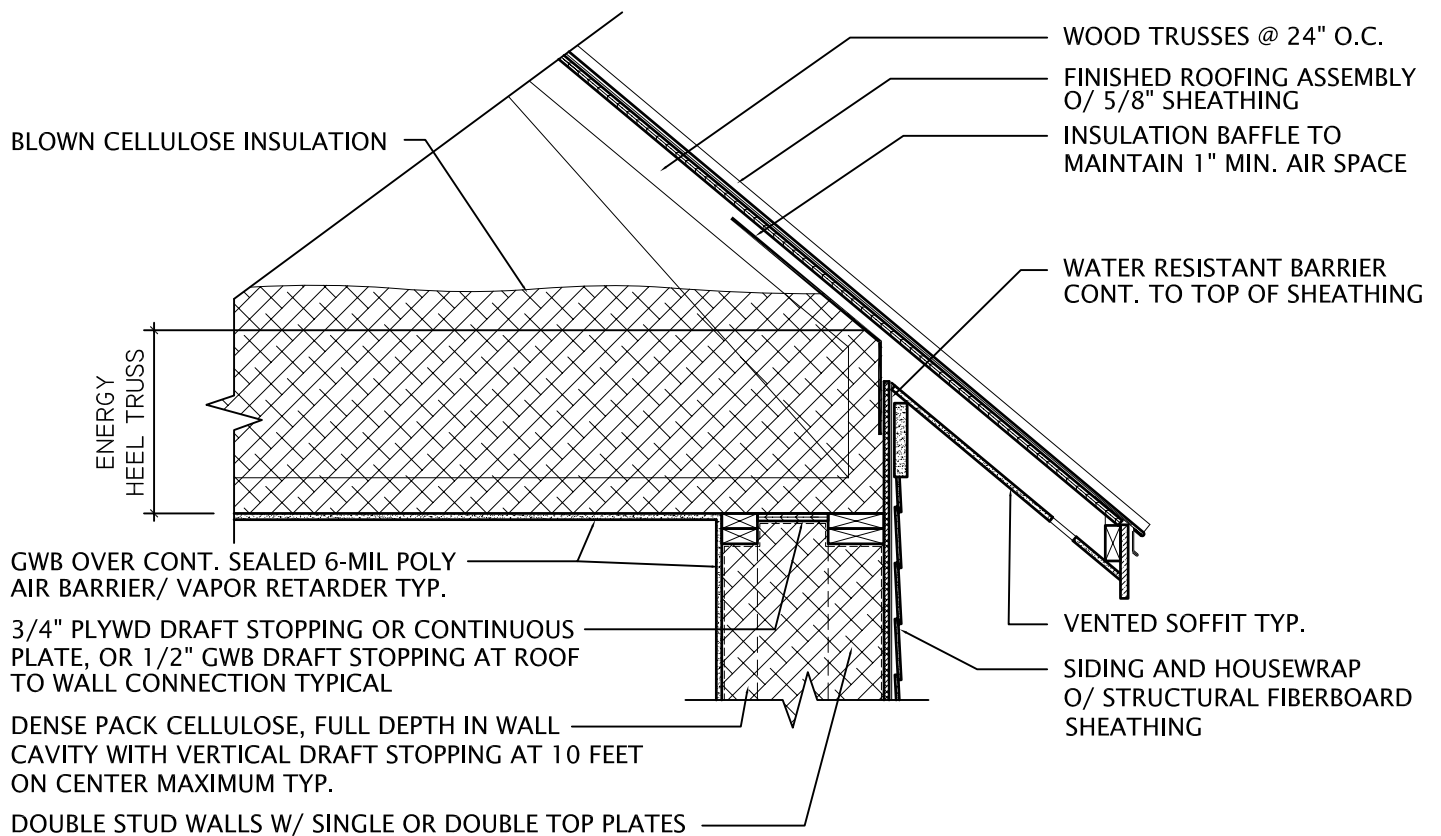 WOOD TRUSSES @ 24" O.C.
FINISHED ROOFING ASSEMBLY
O/ 5/8" SHEATHING
INSULATION BAFFLE TO
MAINTAIN 1" MIN. AIR SPACE
BLOWN CELLULOSE INSULATION
WATER RESISTANT BARRIER
CONT. TO TOP OF SHEATHING
ENERGY
HEEL TRUSS
GWB OVER CONT. SEALED 6-MIL POLY
AIR BARRIER/ VAPOR RETARDER TYP.
3/4" PLYWD DRAFT STOPPING OR CONTINUOUS
PLATE, OR 1/2" GWB DRAFT STOPPING AT ROOF
TO WALL CONNECTION TYPICAL
DENSE PACK CELLULOSE, FULL DEPTH IN WALL
CAVITY WITH VERTICAL DRAFT STOPPING AT 10 FEET
ON CENTER MAXIMUM TYP.
DOUBLE STUD WALLS W/ SINGLE OR DOUBLE TOP PLATES
VENTED SOFFIT TYP.
SIDING AND HOUSEWRAP
O/ STRUCTURAL FIBERBOARD
SHEATHING